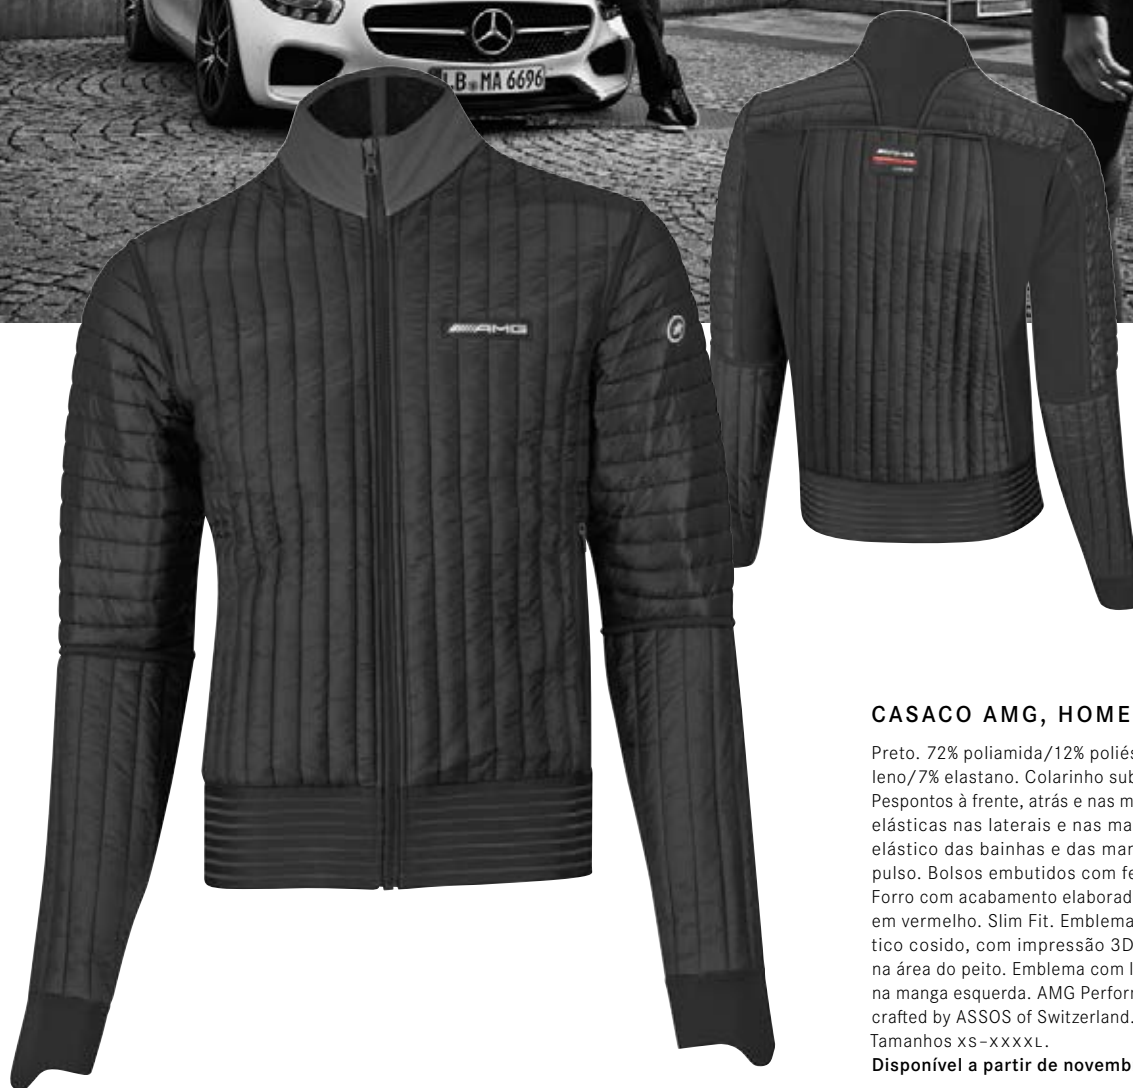 B MA 6696
AMG
AMG
CASACO AMG, HOME
Preto. 72% poliamida/12% poliés
leno/7% elastano. Colarinho sub
Pespontos à frente, atrás e nas m
elásticas nas laterais e nas ma
elástico das bainhas e das man
pulso. Bolsos embutidos com fe
Forro com acabamento elaborad
em vermelho. Slim Fit. Emblema
tico cosido, com impressão 3D
na área do peito. Emblema com l
na manga esquerda. AMG Perform
crafted by ASSOS of Switzerland.
Tamanhos XS–XXXXL.
Disponível a partir de novemb